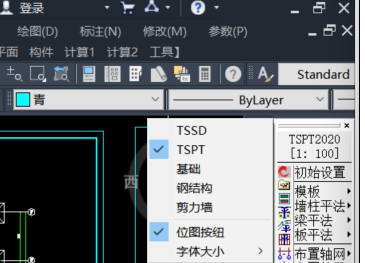 登录
绘图(D) 标注(N) 修改(M) 参数(P)
平面 构件 计算1 计算2 工具]
Standard
青 ByLayer
TSSD
TSPT
基础
钢结构
剪力墙
位图按纽
字体大小
西
TSPT2020
[1: 100]
初始设置
模板
墙柱平法
梁平法
板平法
布置轴网